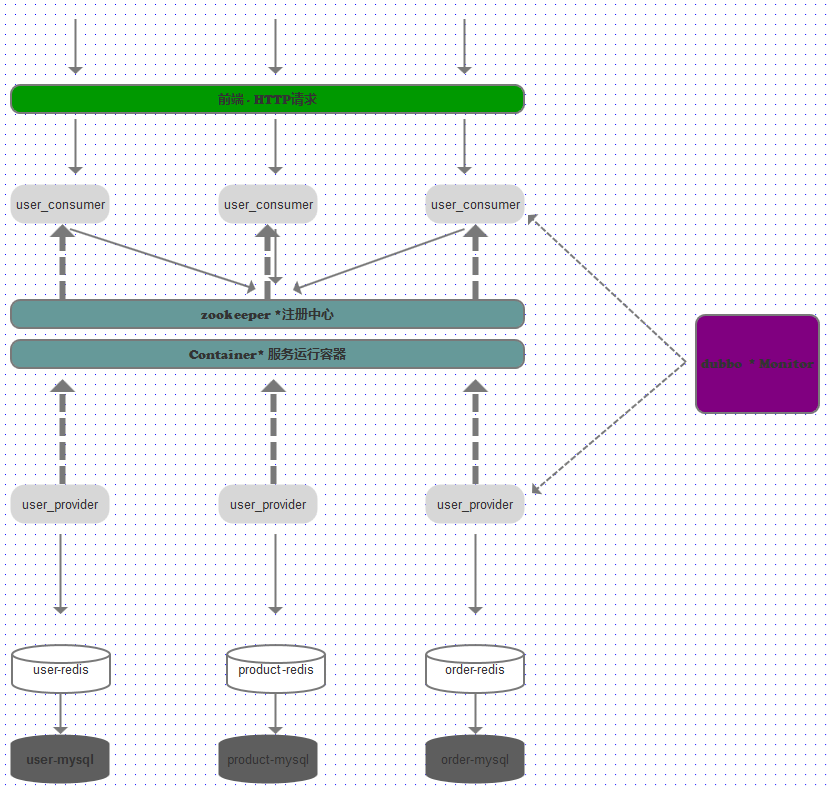 前端 - HTTP请求
user_consumer
user_consumer
user_consumer
zookeeper *注册中心
Container* 服务运行容器
* Monitor
user_provider
user_provider
user_provider
user-redis
product-redis
order-redis
user-mysql
product-mysql
order-mysql